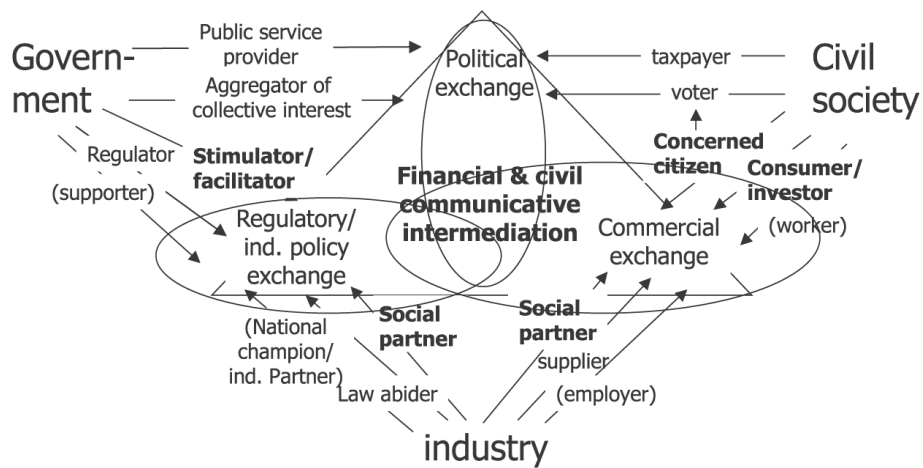 Govern-
ment
Public service
provider
Aggregator of
collective interest
Political
exchange
taxpayer
voter
Civil
society
Regulator
(supporter)
Stimulator/
facilitator
Concerned
citizen
Consumer/
investor
(worker)
Financial & civil
communicative
intermediation
Regulatory/
ind. policy
exchange
Commercial
exchange
(National
champion/
ind. Partner)
Social
partner
Law abider
Social
partner
supplier
(employer)
industry